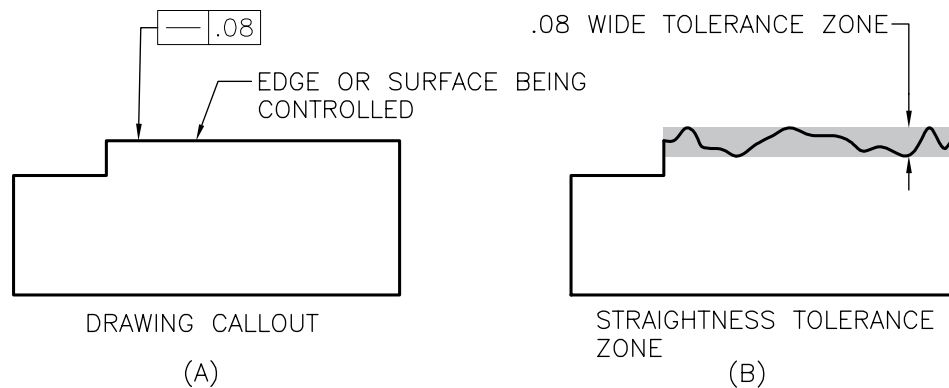 .08
EDGE OR SURFACE BEING
CONTROLLED
DRAWING CALLOUT
(A)
.08 WIDE TOLERANCE ZONE
STRAIGHTNESS TOLERANCE
ZONE
(B)